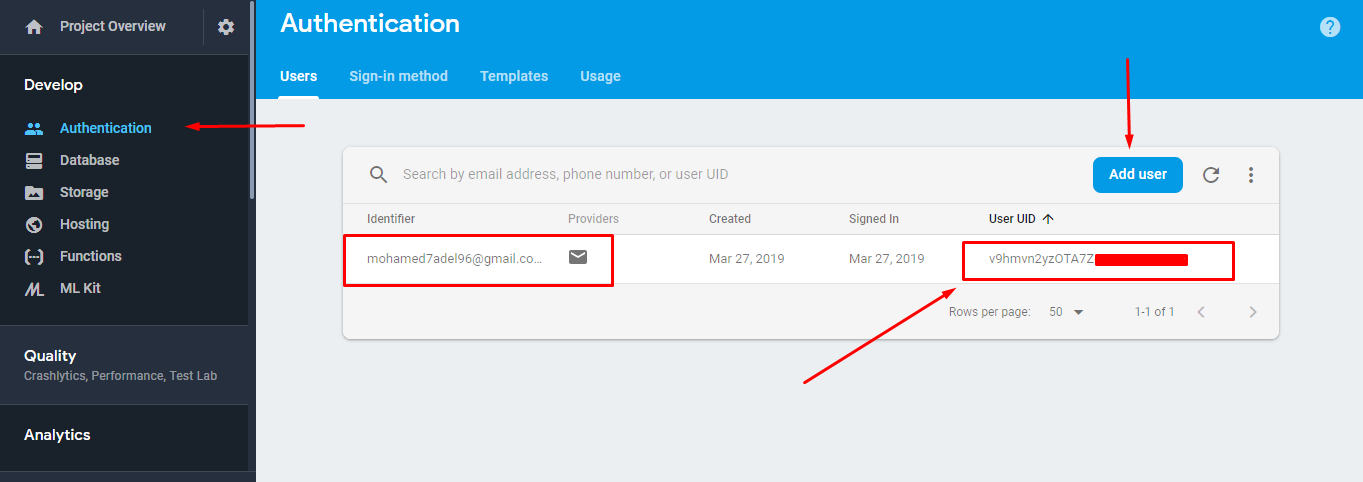 Project Overview
Develop
Authentication
Database
Storage
Hosting
Functions
ML Kit
Quality
Crashlytics, Performance, Test Lab
Analytics
Authentication
Users Sign-in method Templates Usage
Search by email address, phone number, or user UID Add user
Identifier Providers Created Signed In User UID
mohamed7adel96@gmail.co... Mar 27, 2019 Mar 27, 2019 v9hmvn2yzOTA7Z
Rows per page: 50 1-1 of 1